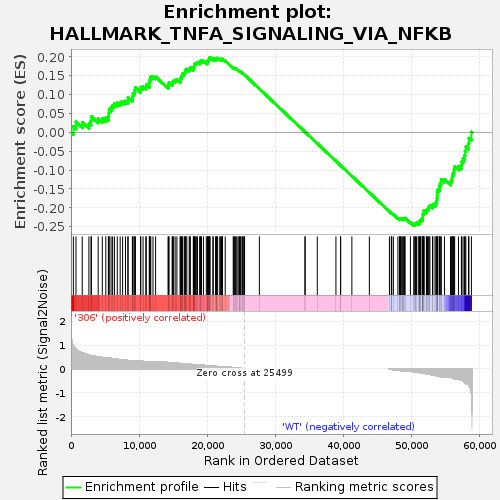 Enrichment plot:
HALLMARK_TNFA_SIGNALING_VIA_NFKB
Enrichment score (ES)
0.20
0.15
0.10
0.05
0.00
-0.05
-0.10
-0.15
-0.20
-0.25
'306' (positively correlated)
Ranked list metric (Signal2Noise)
2
1
0
-1
-2
Zero cross at 25499
'WT' (negatively correlated)
0
10,000
20,000
30,000
40,000
50,000
60,000
Rank in Ordered Dataset
Enrichment profile
Hits
Ranking metric scores